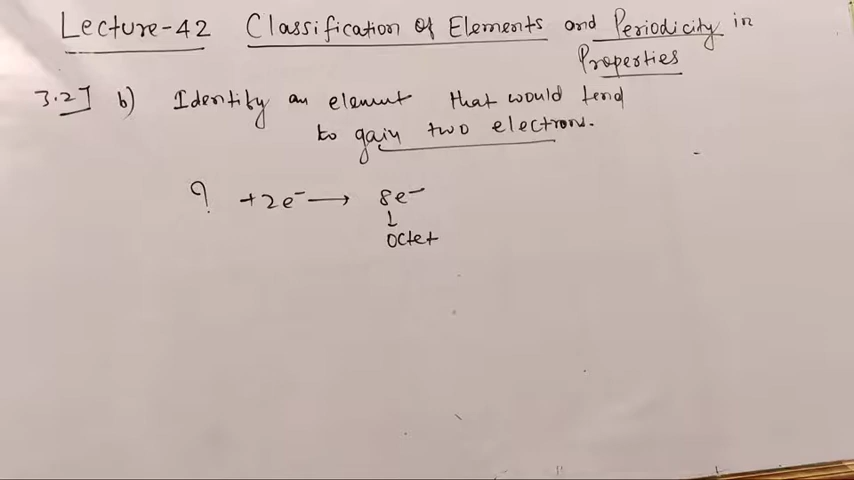 Lecture-42 Classification of Elements and Periodicity in
Properties
3.27 b) Identify an element that would tend
to gain two electrons.
? +2e⁻ → 8e⁻
↓
Octet